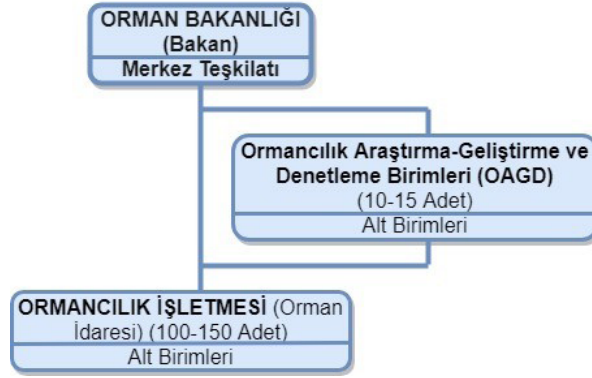 ORMAN BAKANLIĞI
(Bakan)
Merkez Teşkilatı
Ormancılık Araştırma-Geliştirme ve
Denetleme Birimleri (OAGD)
(10-15 Adet)
Alt Birimleri
ORMANCILIK İŞLETMESİ (Orman
İdaresi) (100-150 Adet)
Alt Birimleri